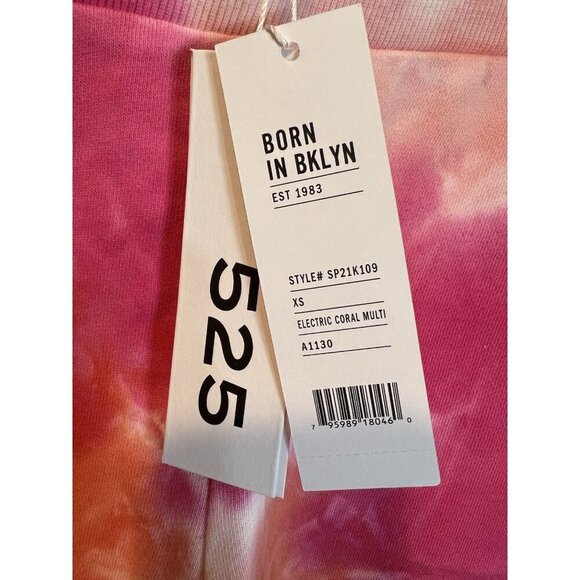 525
BORN
IN BKLYN
EST 1983
STYLE# SP21K109
XS
ELECTRIC CORAL MULTI
A1130
7 95989 18046 0